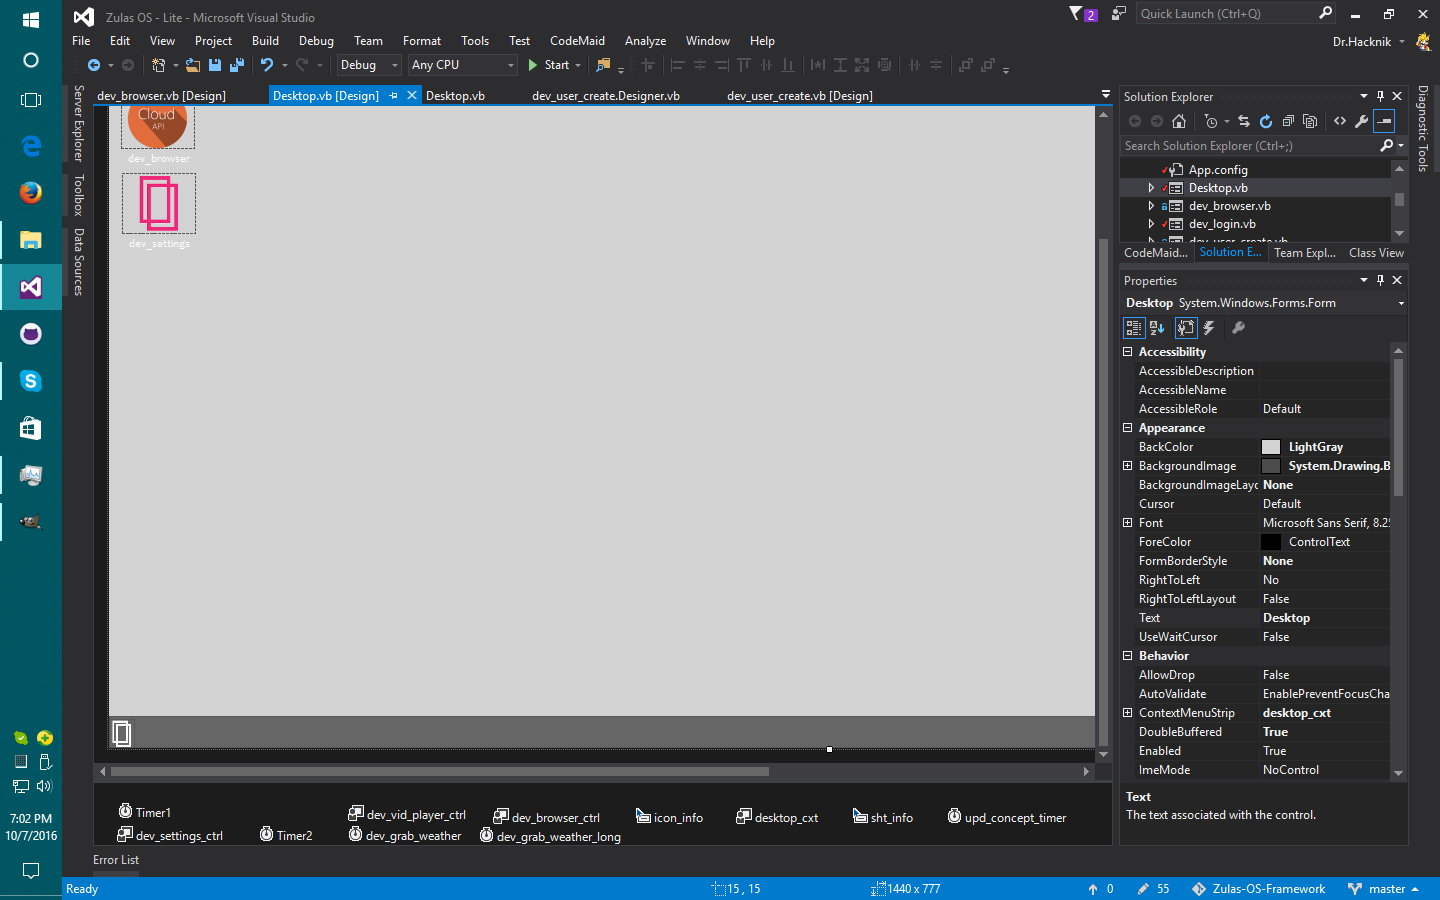 Zulas OS - Lite - Microsoft Visual Studio
2
Quick Launch (Ctrl+Q)
File Edit View Project Build Debug Team Format Tools Test CodeMaid Analyze Window Help
Dr.Hacknik
Debug Any CPU Start
dev_browser.vb [Design] Desktop.vb [Design] Desktop.vb dev_user_create.Designer.vb dev_user_create.vb [Design]
Server Explorer
Toolbox
Data Sources
Cloud
API
dev_browser
dev_settings
Solution Explorer
Search Solution Explorer (Ctrl+;)
App.config
Desktop.vb
dev_browser.vb
dev_login.vb
dev_user_create.vb
CodeMaid... Solution E... Team Expl... Class View
Diagnostic Tools
Properties
Desktop System.Windows.Forms.Form
Accessibility
AccessibleDescription
AccessibleName
AccessibleRole Default
Appearance
BackColor LightGray
BackgroundImage System.Drawing.B
BackgroundImageLayc None
Cursor Default
Font Microsoft Sans Serif, 8.25
ForeColor ControlText
FormBorderStyle None
RightToLeft No
RightToLeftLayout False
Text Desktop
UseWaitCursor False
Behavior
AllowDrop False
AutoValidate EnablePreventFocusCha
ContextMenuStrip desktop_cxt
DoubleBuffered True
Enabled True
ImeMode NoControl
Text
The text associated with the control.
Timer1 dev_vid_player_ctrl dev_browser_ctrl icon_info desktop_cxt sht_info upd_concept_timer
dev_settings_ctrl Timer2 dev_grab_weather dev_grab_weather_long
Error List
7:02 PM
10/7/2016
Ready 15 , 15 1440 x 777 0 55 Zulas-OS-Framework master